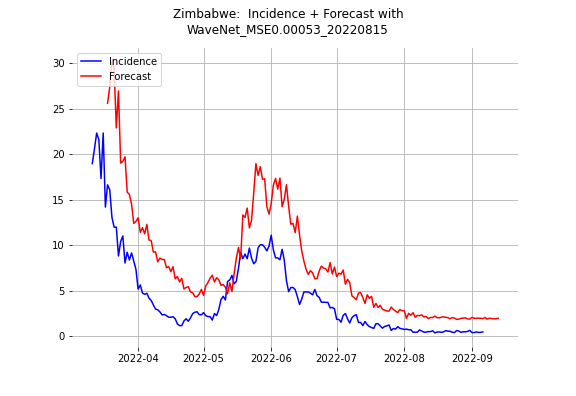 Zimbabwe:  Incidence + Forecast with
WaveNet_MSE0.00053_20220815
Incidence
Forecast
30
25
20
15
10
5
0
2022-04 2022-05 2022-06 2022-07 2022-08 2022-09